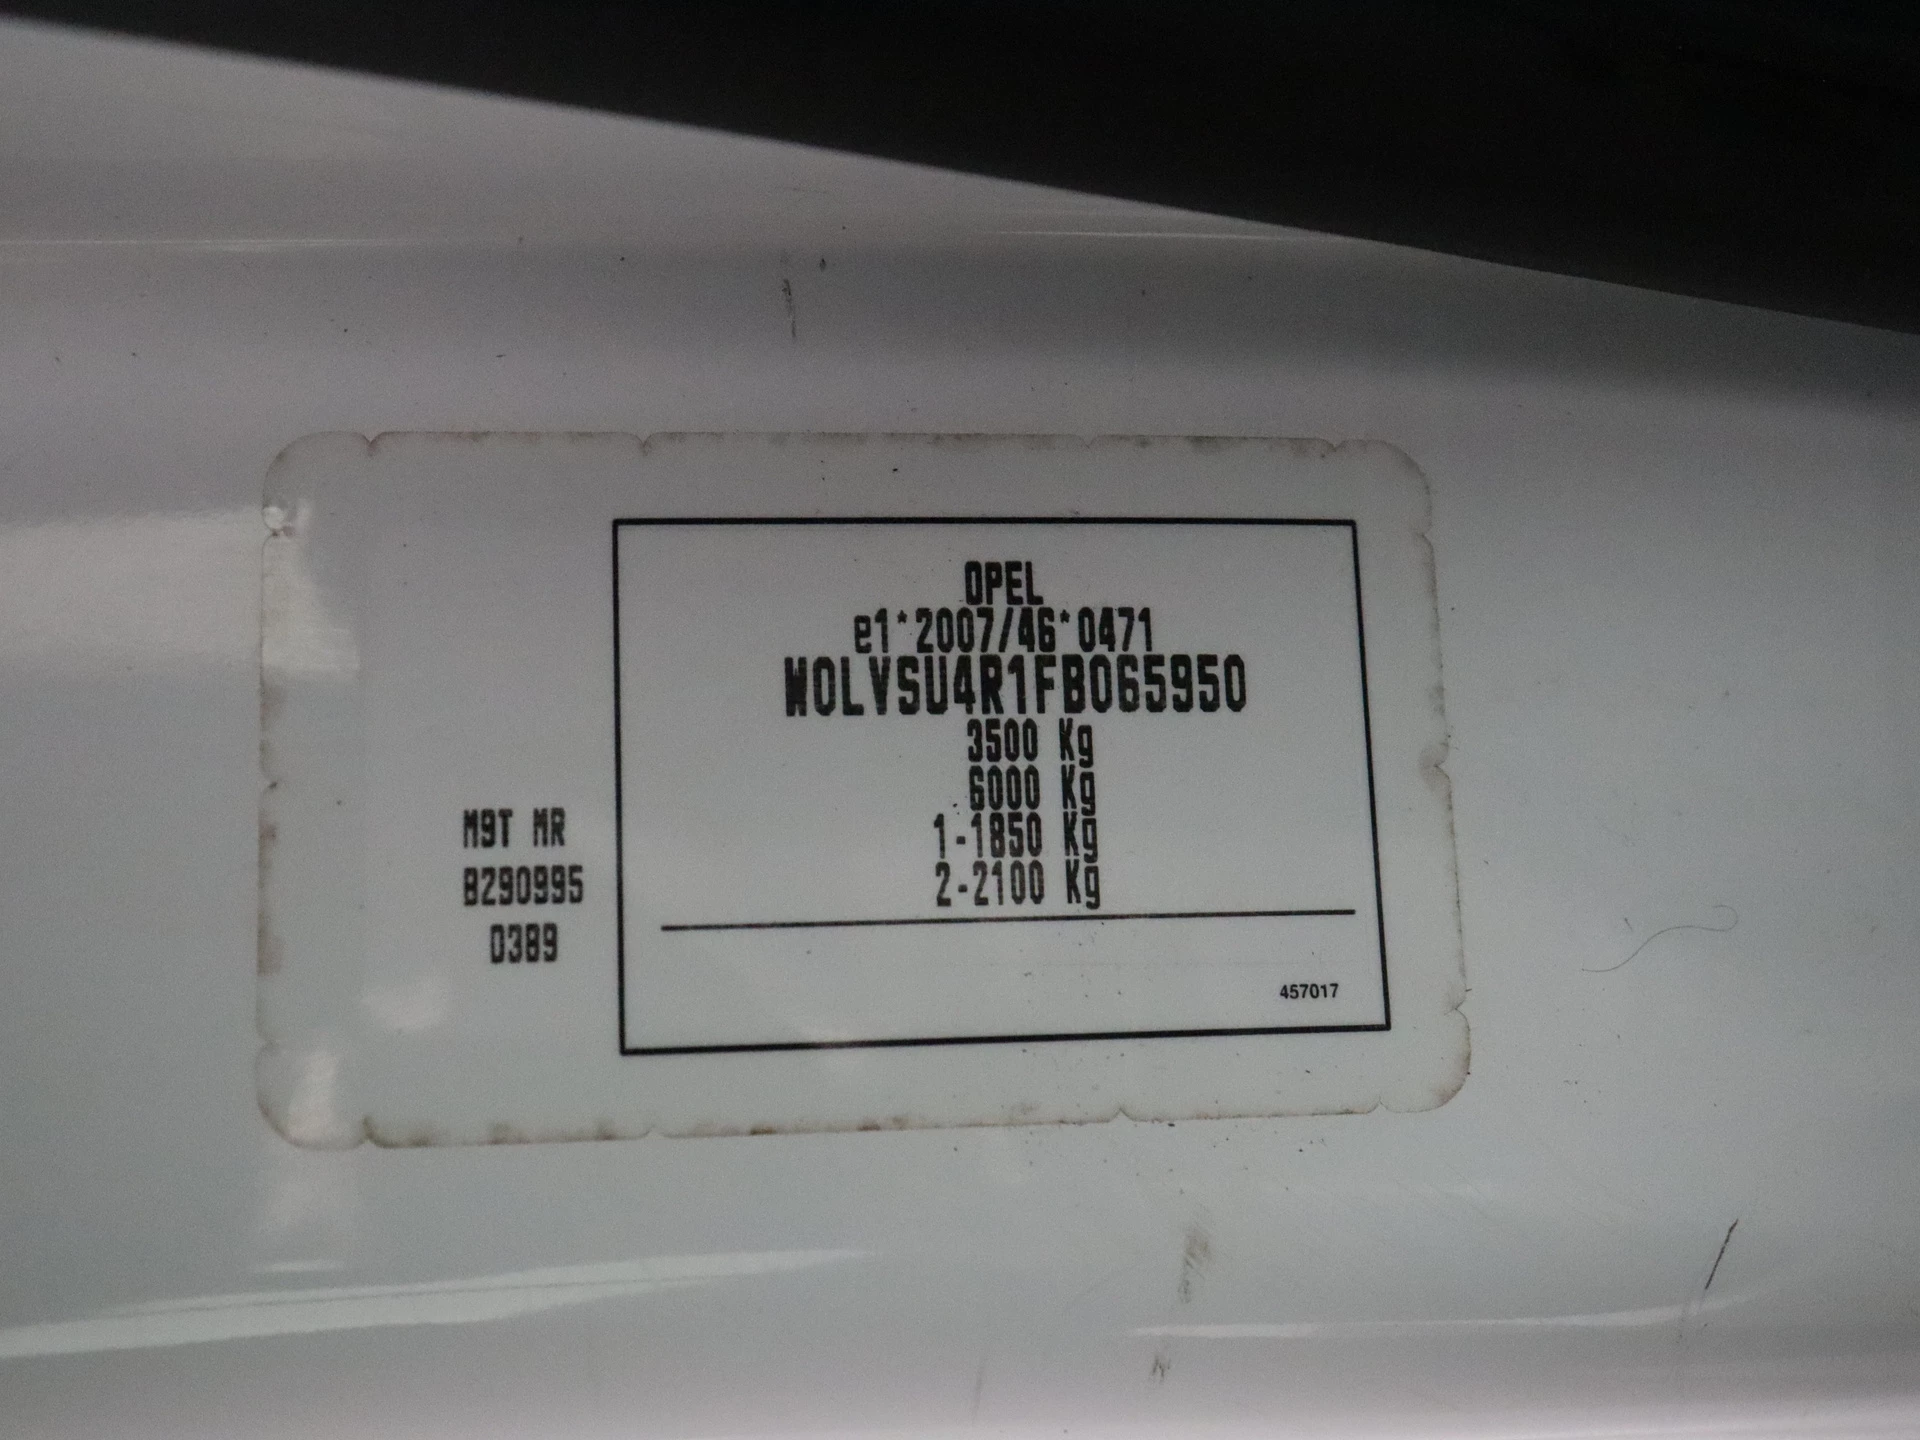 OPEL
e1*2007/46*0471
W0LVSU4R1FB065950
3500 Kg
6000 Kg
1-1850 Kg
2-2100 Kg
M9T MR
8290995
0389
457017